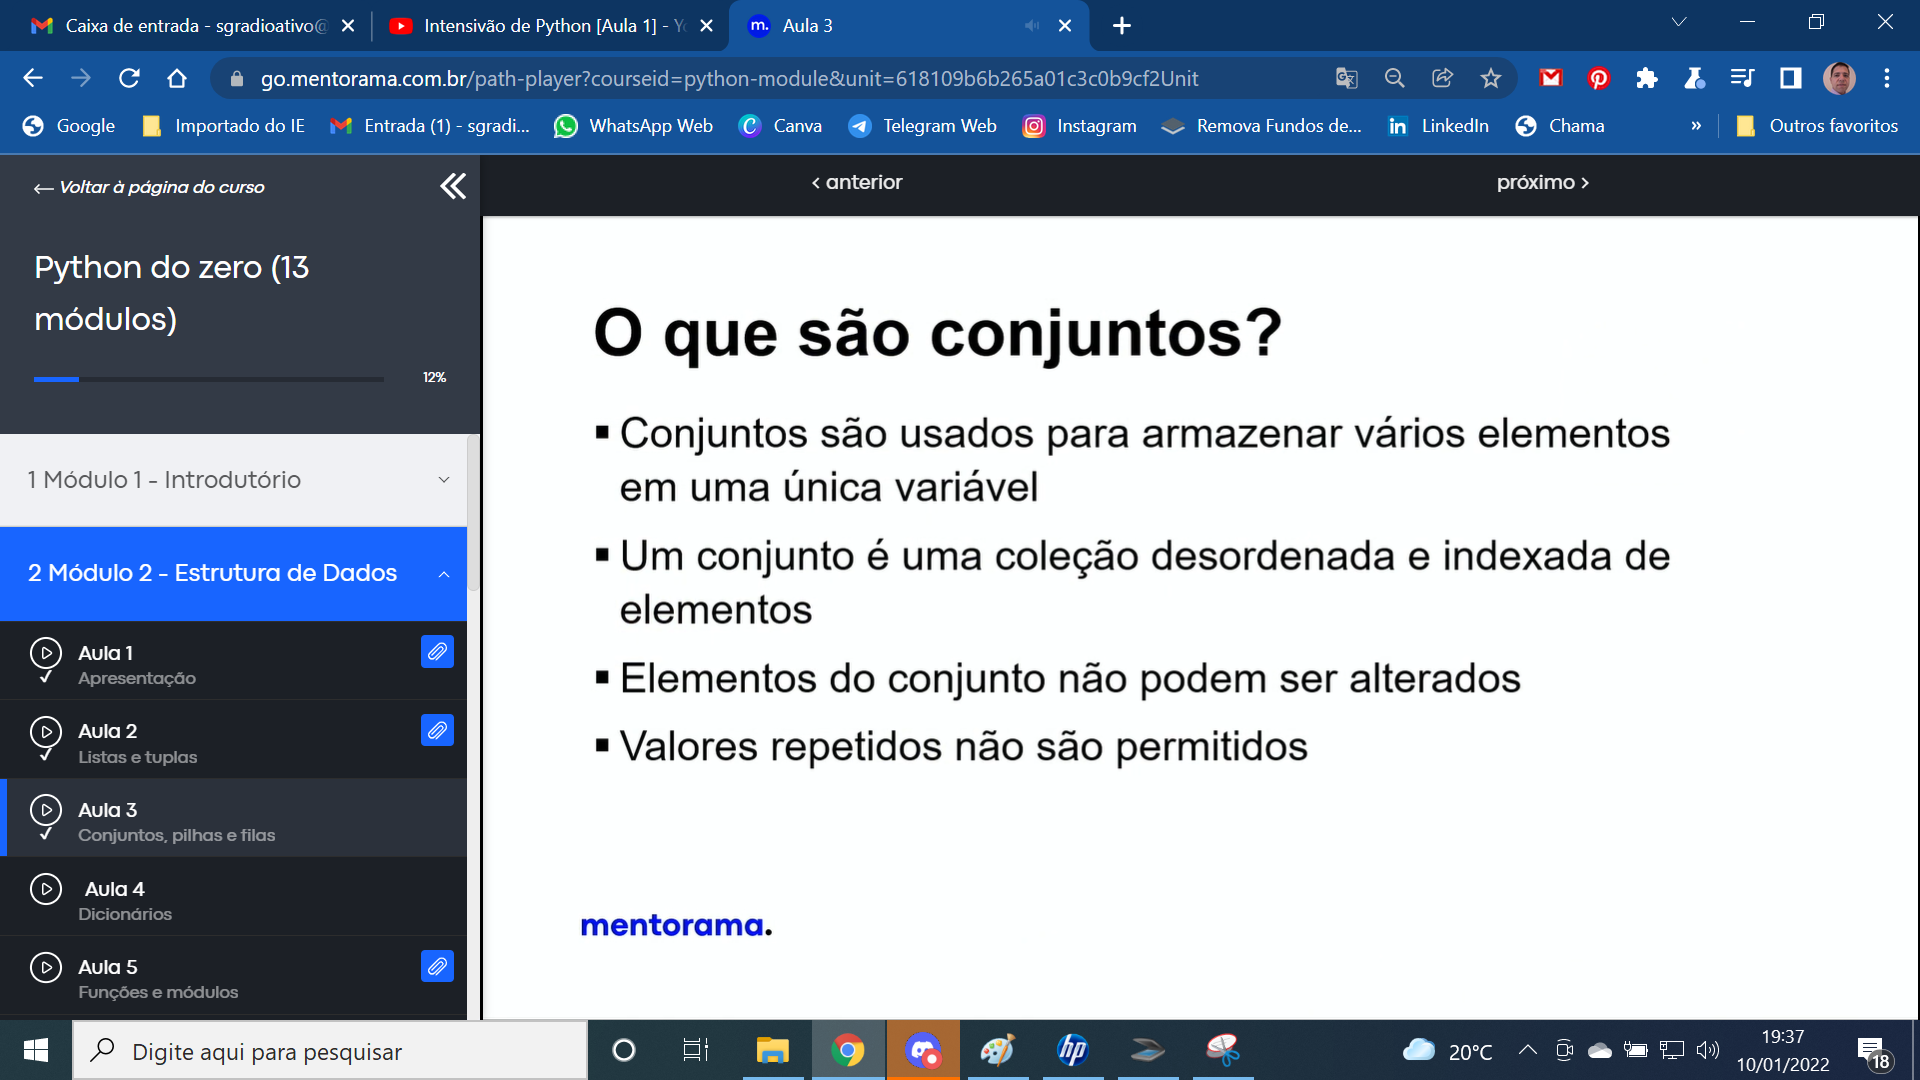 Caixa de entrada - sgradioativo@
Intensivão de Python [Aula 1] - Yo
m. Aula 3
go.mentorama.com.br/path-player?courseid=python-module&unit=618109b6b265a01c3c0b9cf2Unit
Google
Importado do IE
Entrada (1) - sgradi...
WhatsApp Web
Canva
Telegram Web
Instagram
Remova Fundos de...
in LinkedIn
Chama
»
Outros favoritos
← Voltar à página do curso
‹ anterior
próximo ›
Python do zero (13
módulos)
12%
1 Módulo 1 - Introdutório
2 Módulo 2 - Estrutura de Dados
Aula 1
Apresentação
Aula 2
Listas e tuplas
Aula 3
Conjuntos, pilhas e filas
Aula 4
Dicionários
Aula 5
Funções e módulos
O que são conjuntos?
▪ Conjuntos são usados para armazenar vários elementos
em uma única variável
▪ Um conjunto é uma coleção desordenada e indexada de
elementos
▪ Elementos do conjunto não podem ser alterados
▪ Valores repetidos não são permitidos
mentorama.
Digite aqui para pesquisar
hp
20°C
19:37
10/01/2022
18